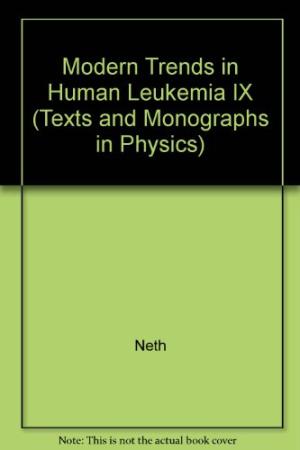 Modern Trends in
Human Leukemia IX
(Texts and Monographs
in Physics)
Neth
Note: This is not the actual book cover